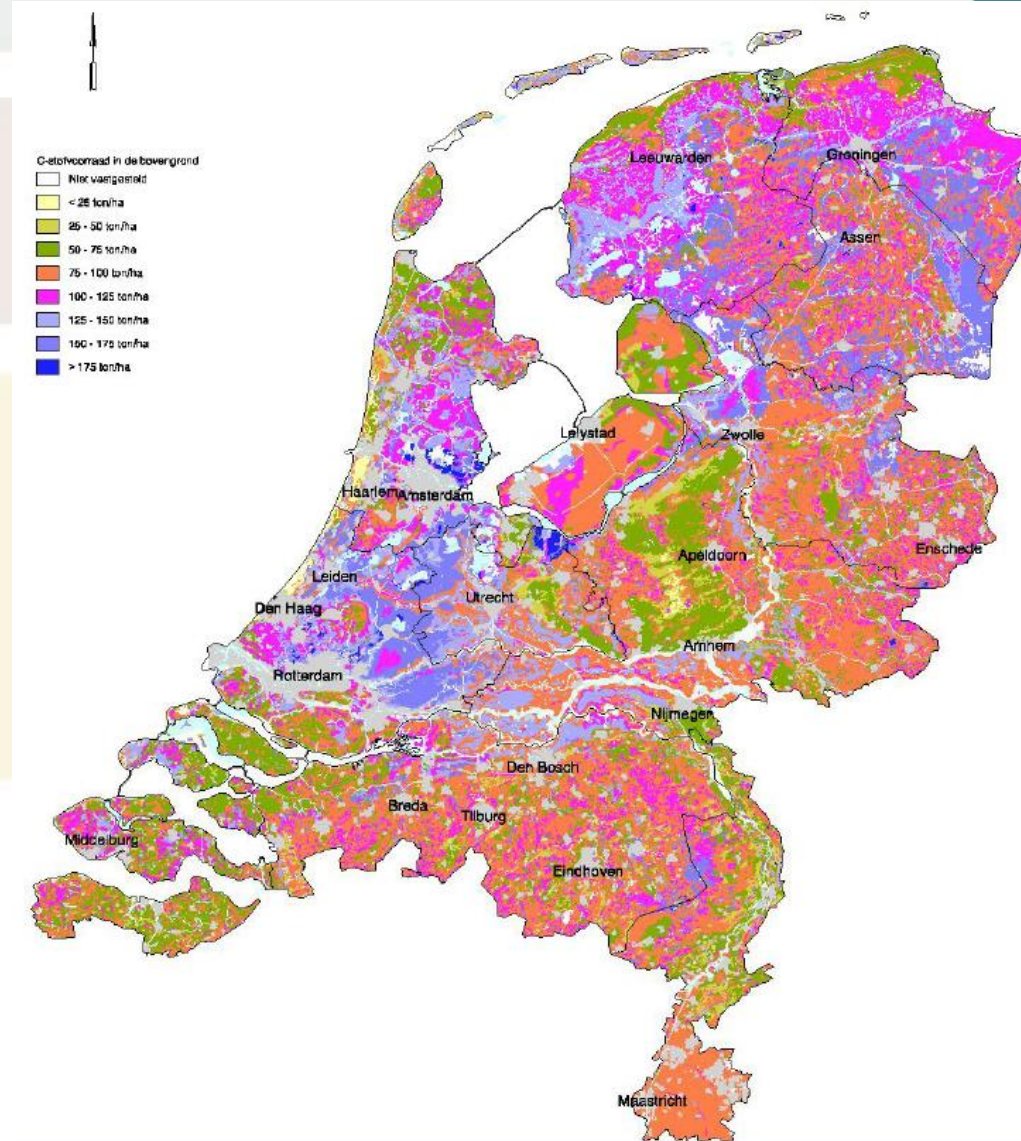 C-stofvorraad in de bovengrond
Niet vastgesteld
< 25 ton/ha
25 - 50 ton/ha
50 - 75 ton/ha
75 - 100 ton/ha
100 - 125 ton/ha
125 - 150 ton/ha
150 - 175 ton/ha
> 175 ton/ha
Leeuwarden
Groningen
Assen
Lelystad
Zwolle
Haarlem
Amsterdam
Apeldoorn
Enschede
Leiden
Utrecht
Den Haag
Arnhem
Rotterdam
Nijmegen
Den Bosch
Breda
Tilburg
Middelburg
Eindhoven
Maastricht